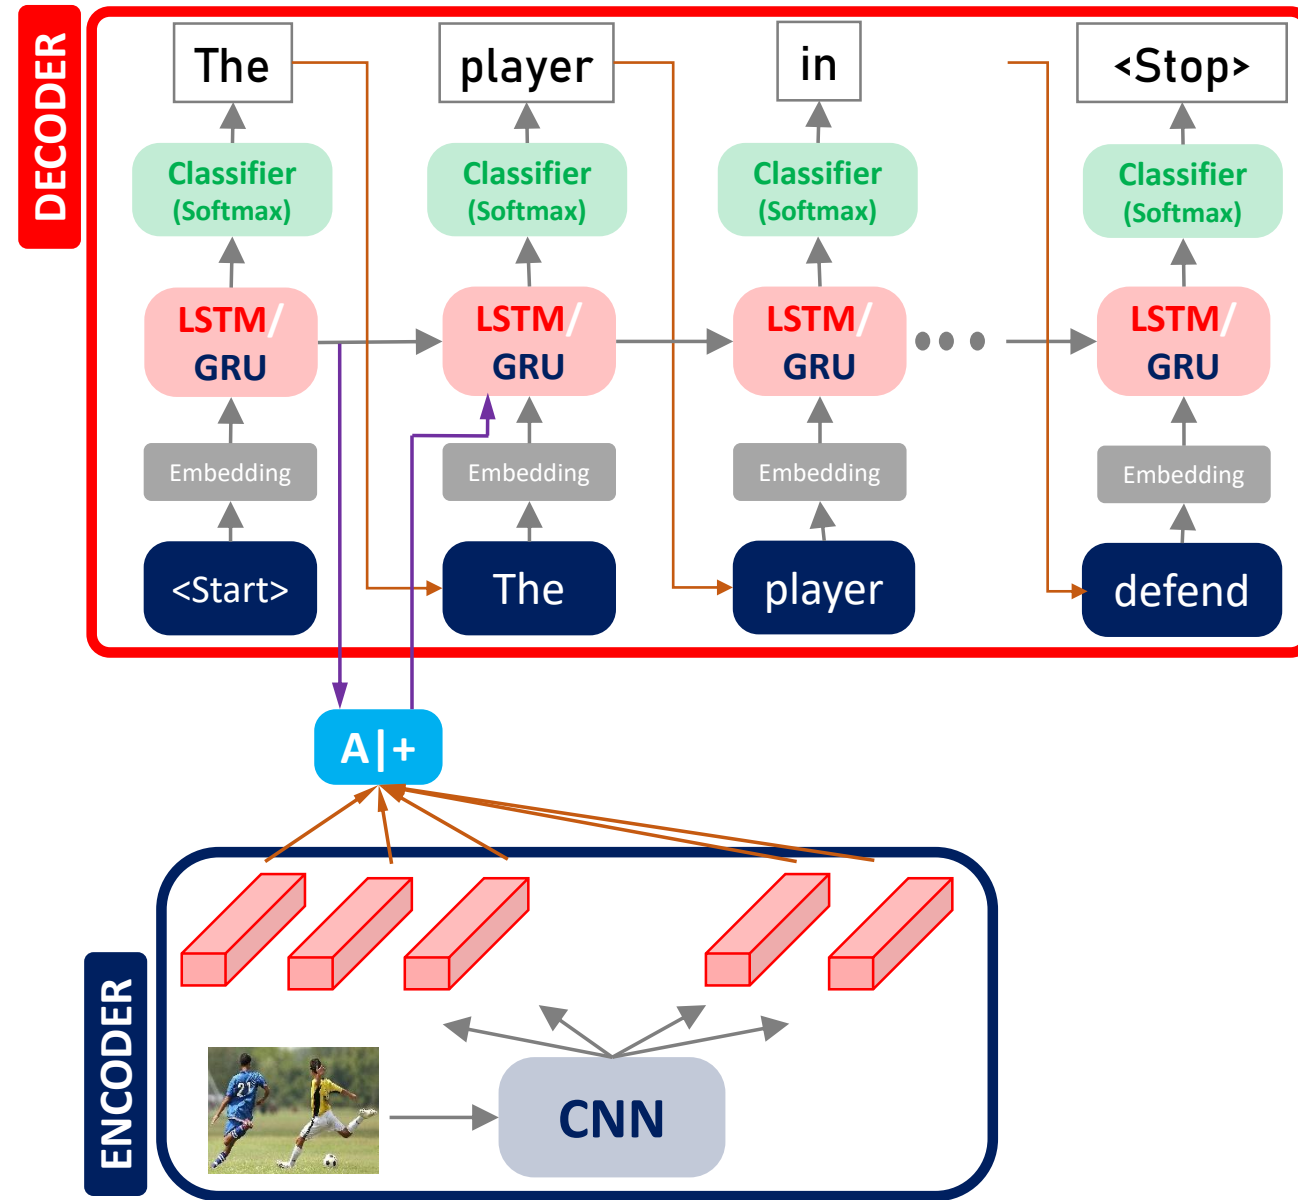 DECODER
The
player
in
<Stop>
Classifier
(Softmax)
Classifier
(Softmax)
Classifier
(Softmax)
Classifier
(Softmax)
LSTM/
GRU
LSTM/
GRU
LSTM/
GRU
LSTM/
GRU
Embedding
Embedding
Embedding
Embedding
<Start>
The
player
defend
A|+
ENCODER
21
CNN